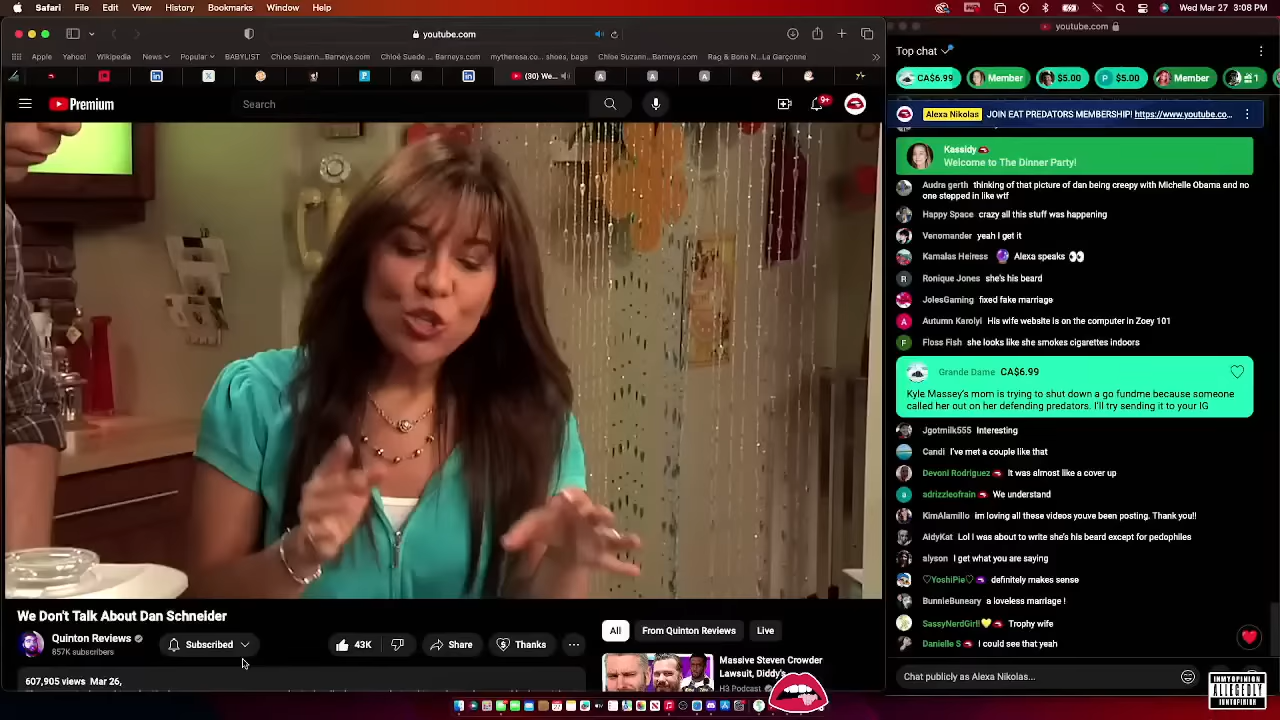 Safari File Edit View History Bookmarks Window Help
Wed Mar 27 3:08 PM
youtube.com
youtube.com
Apple Yahoo! Wikipedia News Popular BABYLIST Chloe Susann...Barneys.com Chloé Suede ... Barneys.com mytheresa.co... shoes, bags Chloe Suzann...Barneys.com Rag & Bone N...La Garçonne
(30) We...
Premium
Search
9+
Top chat
CA$6.99 Member $5.00 P $5.00 Member 1
Alexa Nikolas JOIN EAT PREDATORS MEMBERSHIP! https://www.youtube.co...
Kassidy
Welcome to The Dinner Party!
Audra gerth thinking of that picture of dan being creepy with Michelle Obama and no
one stepped in like wtf
Happy Space crazy all this stuff was happening
Venomander yeah I get it
Kamalas Heiress 🔮 Alexa speaks 👀
R Ronique Jones she's his beard
JolesGaming fixed fake marriage
A Autumn Karolyi His wife website is on the computer in Zoey 101
F Floss Fish she looks like she smokes cigarettes indoors
Grande Dame CA$6.99
Kyle Massey's mom is trying to shut down a go fundme because someone
called her out on her defending predators. I'll try sending it to your IG
Jgotmilk555 Interesting
Candi I've met a couple like that
Devoni Rodriguez It was almost like a cover up
a adrizzleofrain We understand
KimAlamillo im loving all these videos youve been posting. Thank you!!
AidyKat Lol I was about to write she's his beard except for pedophiles
alyson I get what you are saying
♡YoshiPie♡ definitely makes sense
BunnieBuneary a loveless marriage !
SassyNerdGirl!💛 Trophy wife
Danielle S I could see that yeah
Chat publicly as Alexa Nikolas...
We Don't Talk About Dan Schneider
Quinton Reviews
857K subscribers
Subscribed
43K
Share
Thanks
All From Quinton Reviews Live
607,905 views Mar 26,
Massive Steven Crowder
Lawsuit, Diddy's
H3 Podcast
INMYOPINION
ALLEGEDLY
INMYOPINION